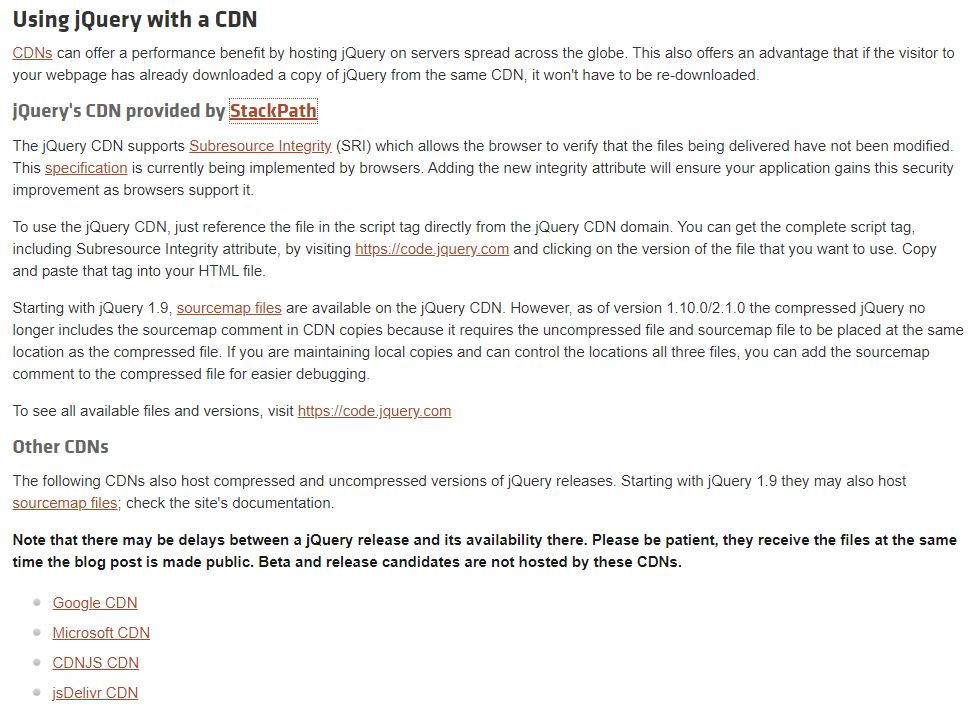 Using jQuery with a CDN
CDNs can offer a performance benefit by hosting jQuery on servers spread across the globe. This also offers an advantage that if the visitor to
your webpage has already downloaded a copy of jQuery from the same CDN, it won't have to be re-downloaded.
jQuery's CDN provided by StackPath
The jQuery CDN supports Subresource Integrity (SRI) which allows the browser to verify that the files being delivered have not been modified.
This specification is currently being implemented by browsers. Adding the new integrity attribute will ensure your application gains this security
improvement as browsers support it.
To use the jQuery CDN, just reference the file in the script tag directly from the jQuery CDN domain. You can get the complete script tag,
including Subresource Integrity attribute, by visiting https://code.jquery.com and clicking on the version of the file that you want to use. Copy
and paste that tag into your HTML file.
Starting with jQuery 1.9, sourcemap files are available on the jQuery CDN. However, as of version 1.10.0/2.1.0 the compressed jQuery no
longer includes the sourcemap comment in CDN copies because it requires the uncompressed file and sourcemap file to be placed at the same
location as the compressed file. If you are maintaining local copies and can control the locations all three files, you can add the sourcemap
comment to the compressed file for easier debugging.
To see all available files and versions, visit https://code.jquery.com
Other CDNs
The following CDNs also host compressed and uncompressed versions of jQuery releases. Starting with jQuery 1.9 they may also host
sourcemap files; check the site's documentation.
Note that there may be delays between a jQuery release and its availability there. Please be patient, they receive the files at the same
time the blog post is made public. Beta and release candidates are not hosted by these CDNs.
Google CDN
Microsoft CDN
CDNJS CDN
jsDelivr CDN